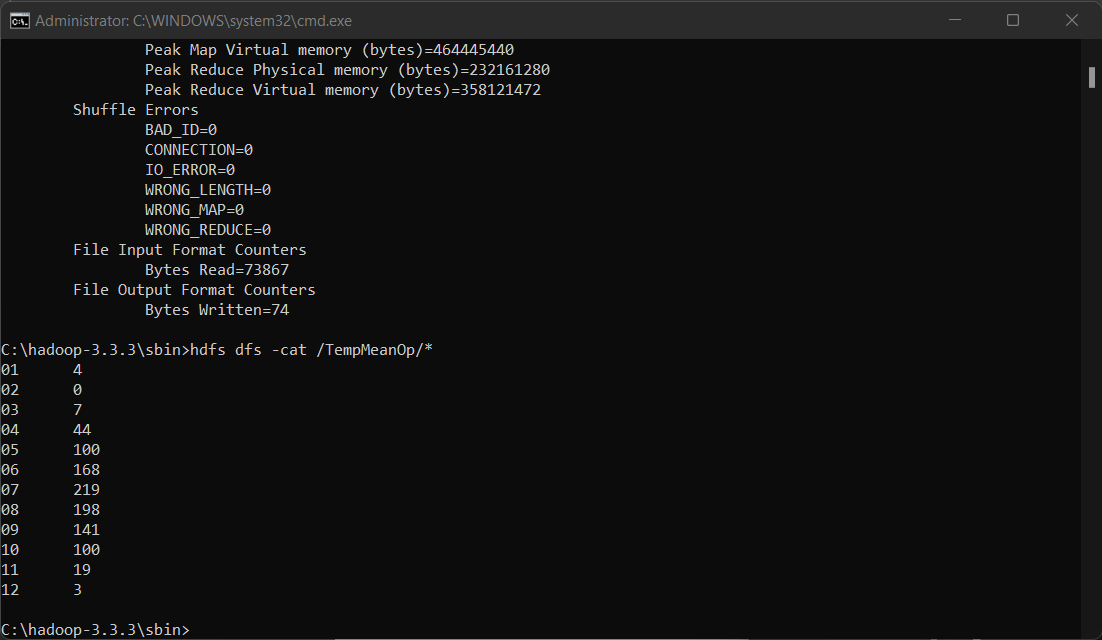 Administrator: C:\WINDOWS\system32\cmd.exe
Peak Map Virtual memory (bytes)=464445440
Peak Reduce Physical memory (bytes)=232161280
Peak Reduce Virtual memory (bytes)=358121472
Shuffle Errors
BAD_ID=0
CONNECTION=0
IO_ERROR=0
WRONG_LENGTH=0
WRONG_MAP=0
WRONG_REDUCE=0
File Input Format Counters
Bytes Read=73867
File Output Format Counters
Bytes Written=74
C:\hadoop-3.3.3\sbin>hdfs dfs -cat /TempMeanOp/*
01 4
02 0
03 7
04 44
05 100
06 168
07 219
08 198
09 141
10 100
11 19
12 3
C:\hadoop-3.3.3\sbin>